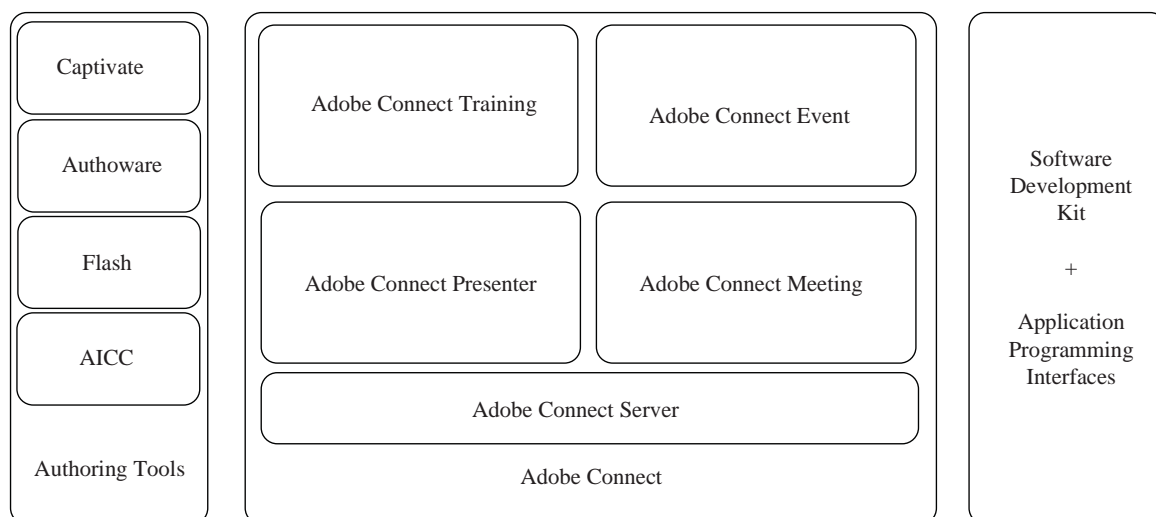 Captivate
Authoware
Flash
AICC
Authoring Tools
Adobe Connect Training
Adobe Connect Event
Adobe Connect Presenter
Adobe Connect Meeting
Adobe Connect Server
Adobe Connect
Software
Development
Kit
+
Application
Programming
Interfaces